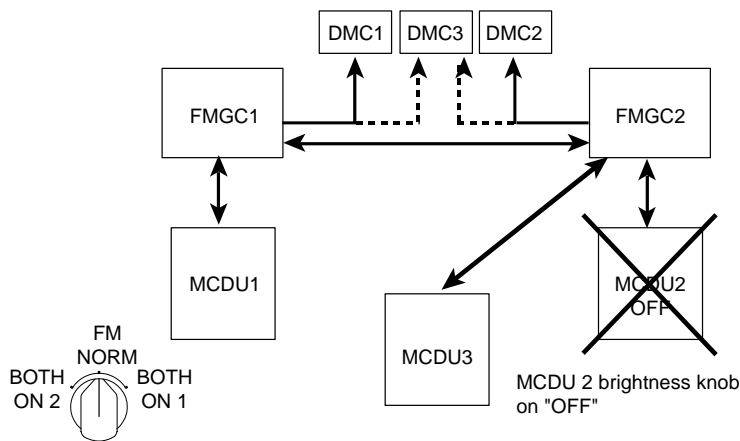 DMC1 DMC3 DMC2
FMGC1 FMGC2
MCDU1
MCDU2
OFF
MCDU3
FM
NORM
BOTH
ON 2
BOTH
ON 1
MCDU 2 brightness knob
on "OFF"